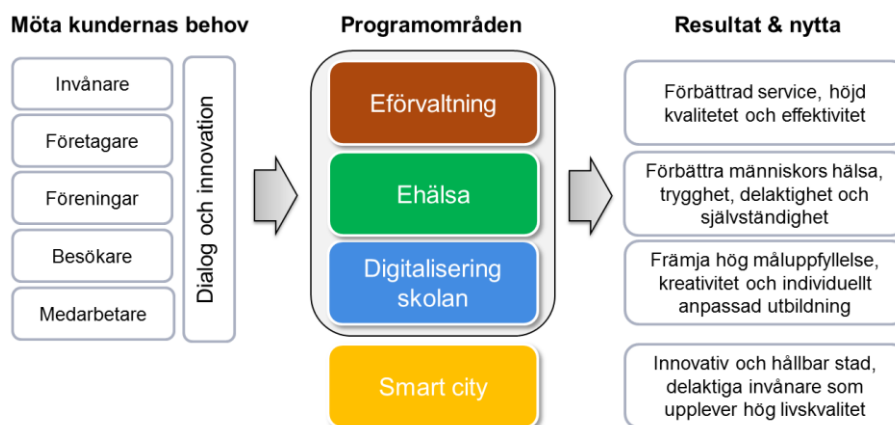 Möta kundernas behov
Invånare
Företagare
Föreningar
Besökare
Medarbetare
Dialog och innovation
Programområden
Eförvaltning
Ehälsa
Digitalisering
skolan
Smart city
Resultat & nytta
Förbättrad service, höjd
kvalitetet och effektivitet
Förbättra människors hälsa,
trygghet, delaktighet och
självständighet
Främja hög måluppfyllelse,
kreativitet och individuellt
anpassad utbildning
Innovativ och hållbar stad,
delaktiga invånare som
upplever hög livskvalitet